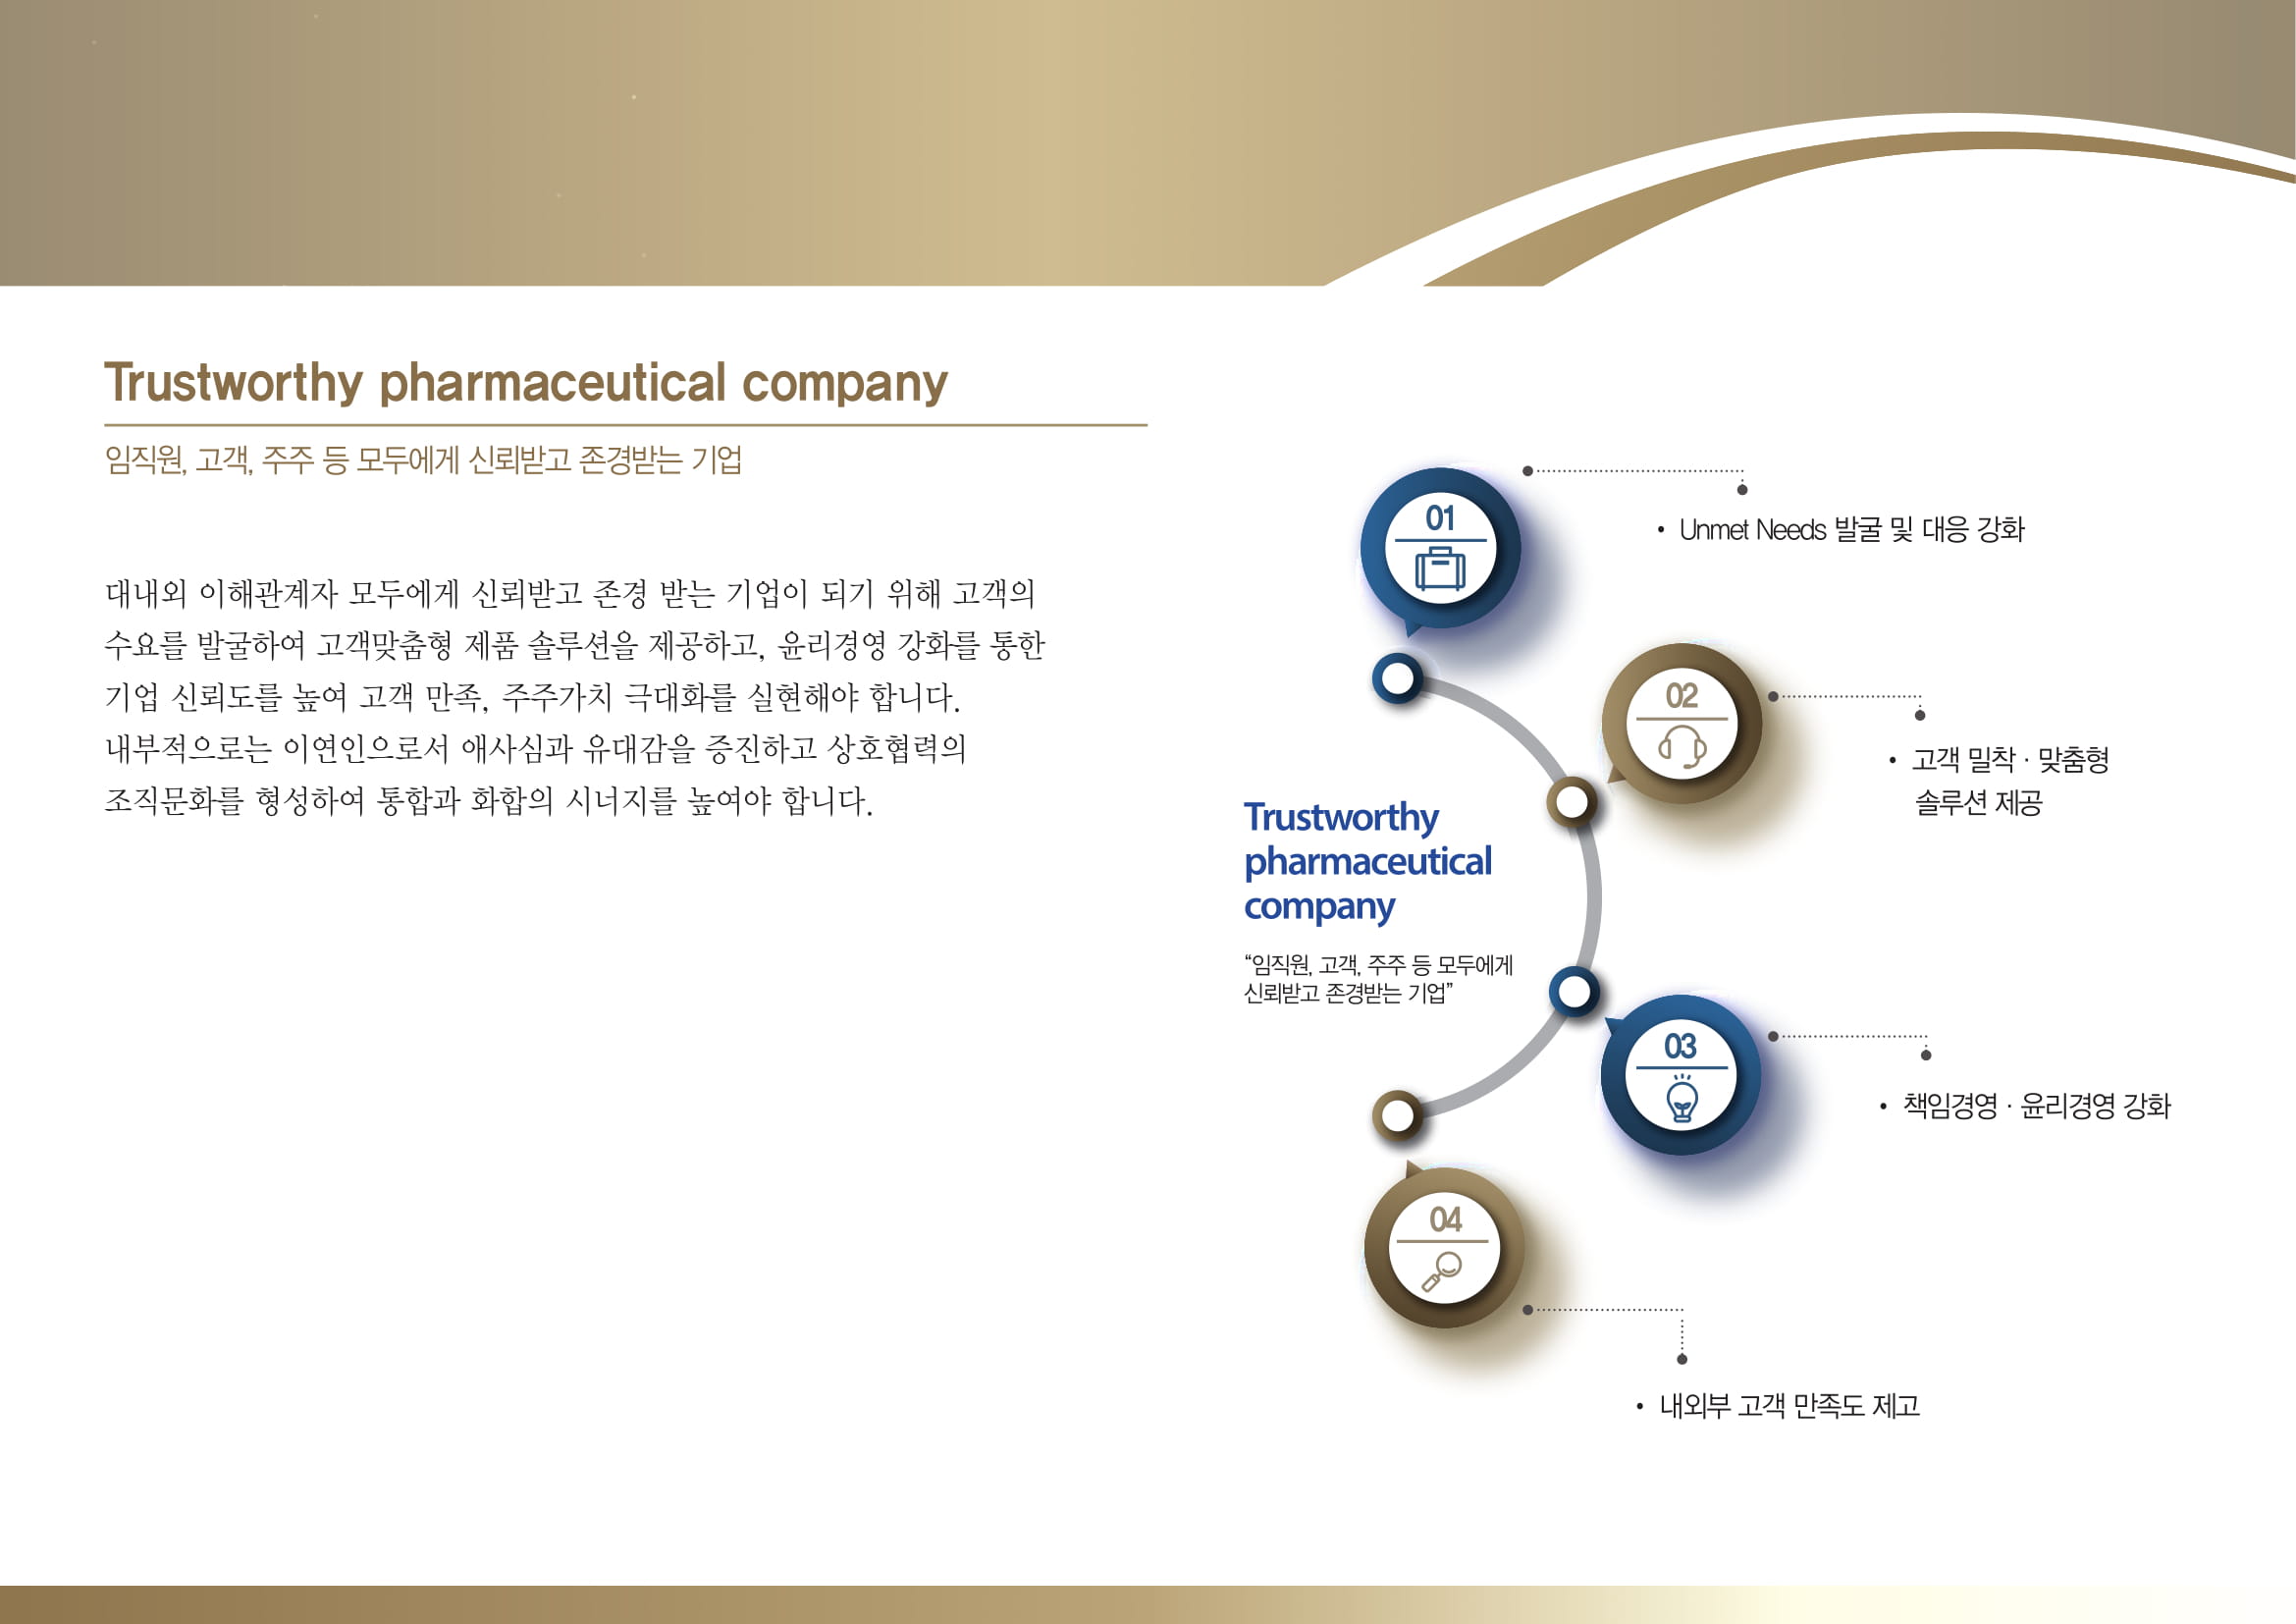 Trustworthy pharmaceutical company
임직원, 고객, 주주 등 모두에게 신뢰받고 존경받는 기업
대내외 이해관계자 모두에게 신뢰받고 존경 받는 기업이 되기 위해 고객의
수요를 발굴하여 고객맞춤형 제품 솔루션을 제공하고, 윤리경영 강화를 통한
기업 신뢰도를 높여 고객 만족, 주주가치 극대화를 실현해야 합니다.
내부적으로는 이연인으로서 애사심과 유대감을 증진하고 상호협력의
조직문화를 형성하여 통합과 화합의 시너지를 높여야 합니다.
Trustworthy
pharmaceutical
company
“임직원, 고객, 주주 등 모두에게
신뢰받고 존경받는 기업”
01
• Unmet Needs 발굴 및 대응 강화
02
• 고객 밀착 · 맞춤형
솔루션 제공
03
• 책임경영 · 윤리경영 강화
04
• 내외부 고객 만족도 제고